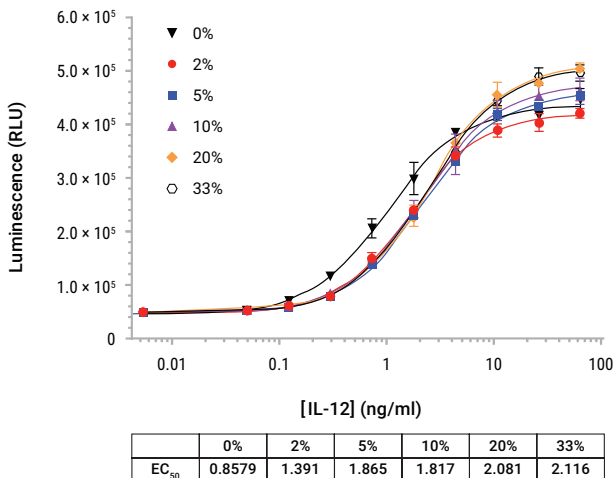 6.0 × 10⁵
5.0 × 10⁵
4.0 × 10⁵
3.0 × 10⁵
2.0 × 10⁵
1.0 × 10⁵
0
Luminescence (RLU)
0%
2%
5%
10%
20%
33%
0.01 0.1 1 10 100
[IL-12] (ng/ml)
0% 2% 5% 10% 20% 33%
EC₅₀ 0.8579 1.391 1.865 1.817 2.081 2.116